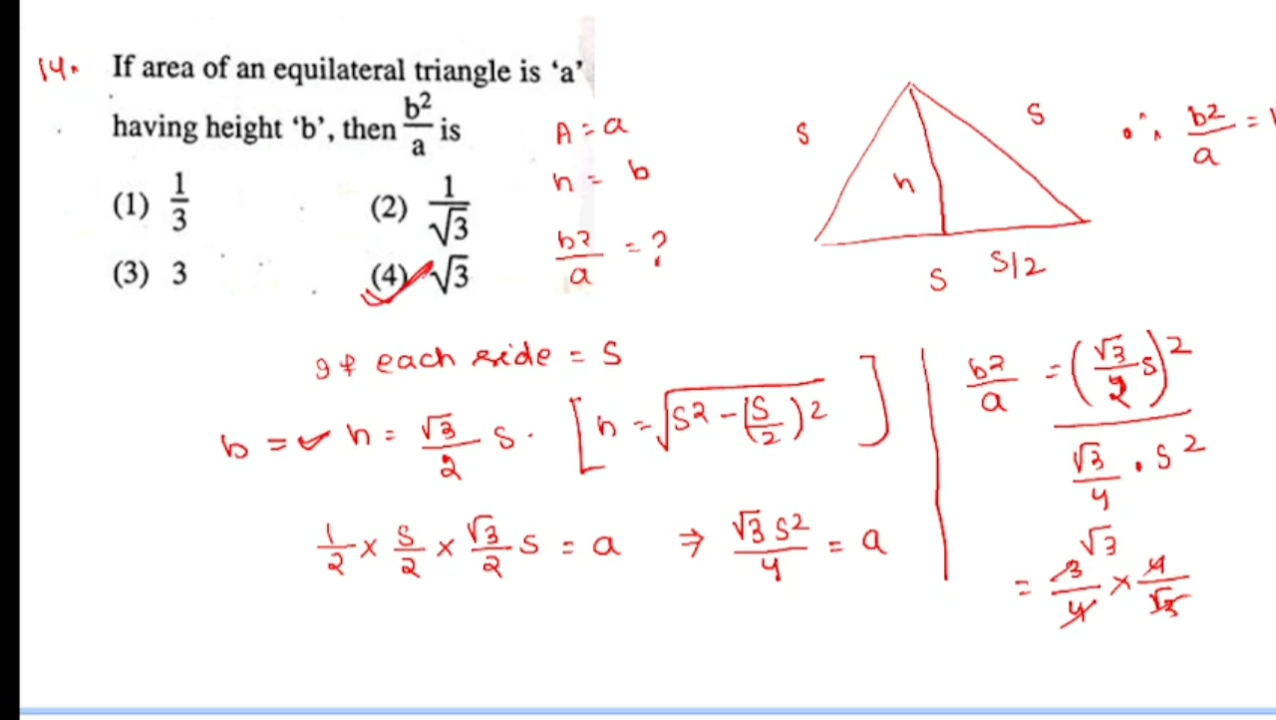 14. If area of an equilateral triangle is ‘a’
having height ‘b’, then b²/a is
(1) 1/3 (2) 1/√3
(3) 3 (4) √3
A = a
h = b
b²/a = ?
S S
h
S S/2
∴ b²/a =
If each side = S
b = h = √3/2 S . [h = √S² - (S/2)²]
1/2 × S/2 × √3/2 S = a ⇒ √3 S²/4 = a
b²/a = (√3/2 S)² / √3/4 . S²
√3
= 3/4 × 4/√3